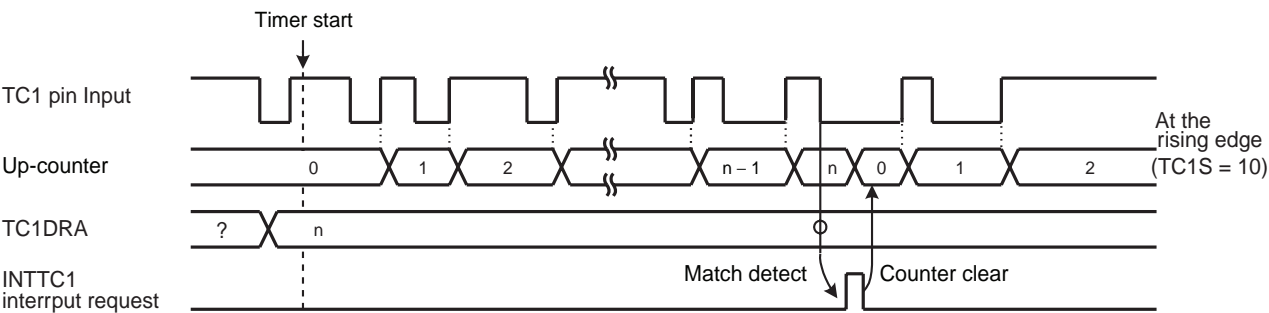 Timer start
TC1 pin Input
At the
rising edge
(TC1S = 10)
Up-counter
0
1
2
n – 1
n
0
1
2
TC1DRA
?
n
Match detect
Counter clear
INTTC1
interrput request